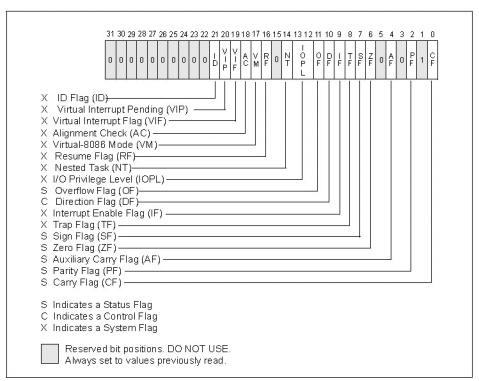 31 30 29 28 27 26 25 24 23 22 21 20 19 18 17 16 15 14 13 12 11 10 9 8 7 6 5 4 3 2 1 0
0 0 0 0 0 0 0 0 0 0 ID VIP VIF AC VM RF 0 NT IOPL OF DF IF TF SF ZF 0 AF 0 PF 1 CF
X ID Flag (ID)
X Virtual Interrupt Pending (VIP)
X Virtual Interrupt Flag (VIF)
X Alignment Check (AC)
X Virtual-8086 Mode (VM)
X Resume Flag (RF)
X Nested Task (NT)
X I/O Privilege Level (IOPL)
S Overflow Flag (OF)
C Direction Flag (DF)
X Interrupt Enable Flag (IF)
X Trap Flag (TF)
S Sign Flag (SF)
S Zero Flag (ZF)
S Auxiliary Carry Flag (AF)
S Parity Flag (PF)
S Carry Flag (CF)
S Indicates a Status Flag
C Indicates a Control Flag
X Indicates a System Flag
Reserved bit positions. DO NOT USE.
Always set to values previously read.